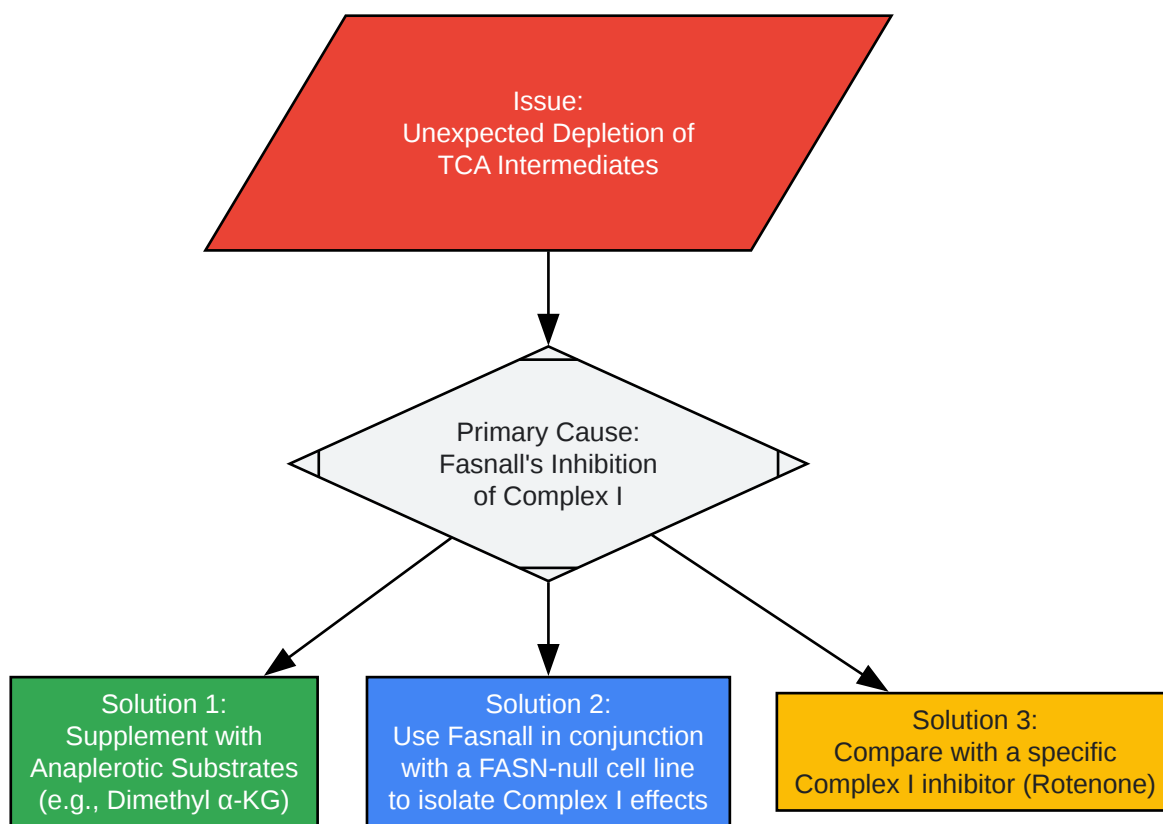 Issue:
Unexpected Depletion of
TCA Intermediates
Primary Cause:
Fasnall's Inhibition
of Complex I
Solution 1:
Supplement with
Anaplerotic Substrates
(e.g., Dimethyl α-KG)
Solution 2:
Use Fasnall in conjunction
with a FASN-null cell line
to isolate Complex I effects
Solution 3:
Compare with a specific
Complex I inhibitor (Rotenone)